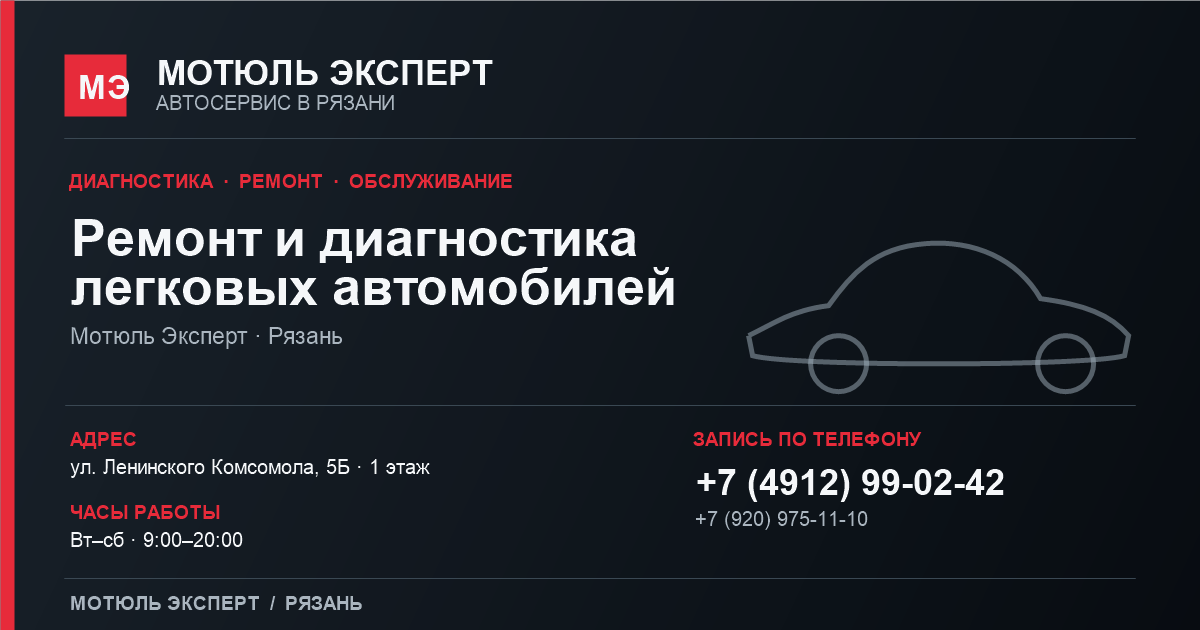 МЭ
МОТЮЛЬ ЭКСПЕРТ
АВТОСЕРВИС В РЯЗАНИ
ДИАГНОСТИКА · РЕМОНТ · ОБСЛУЖИВАНИЕ
Ремонт и диагностика
легковых автомобилей
Мотюль Эксперт · Рязань
АДРЕС
ул. Ленинского Комсомола, 5Б · 1 этаж
ЧАСЫ РАБОТЫ
Вт–сб · 9:00–20:00
ЗАПИСЬ ПО ТЕЛЕФОНУ
+7 (4912) 99-02-42
+7 (920) 975-11-10
МОТЮЛЬ ЭКСПЕРТ / РЯЗАНЬ